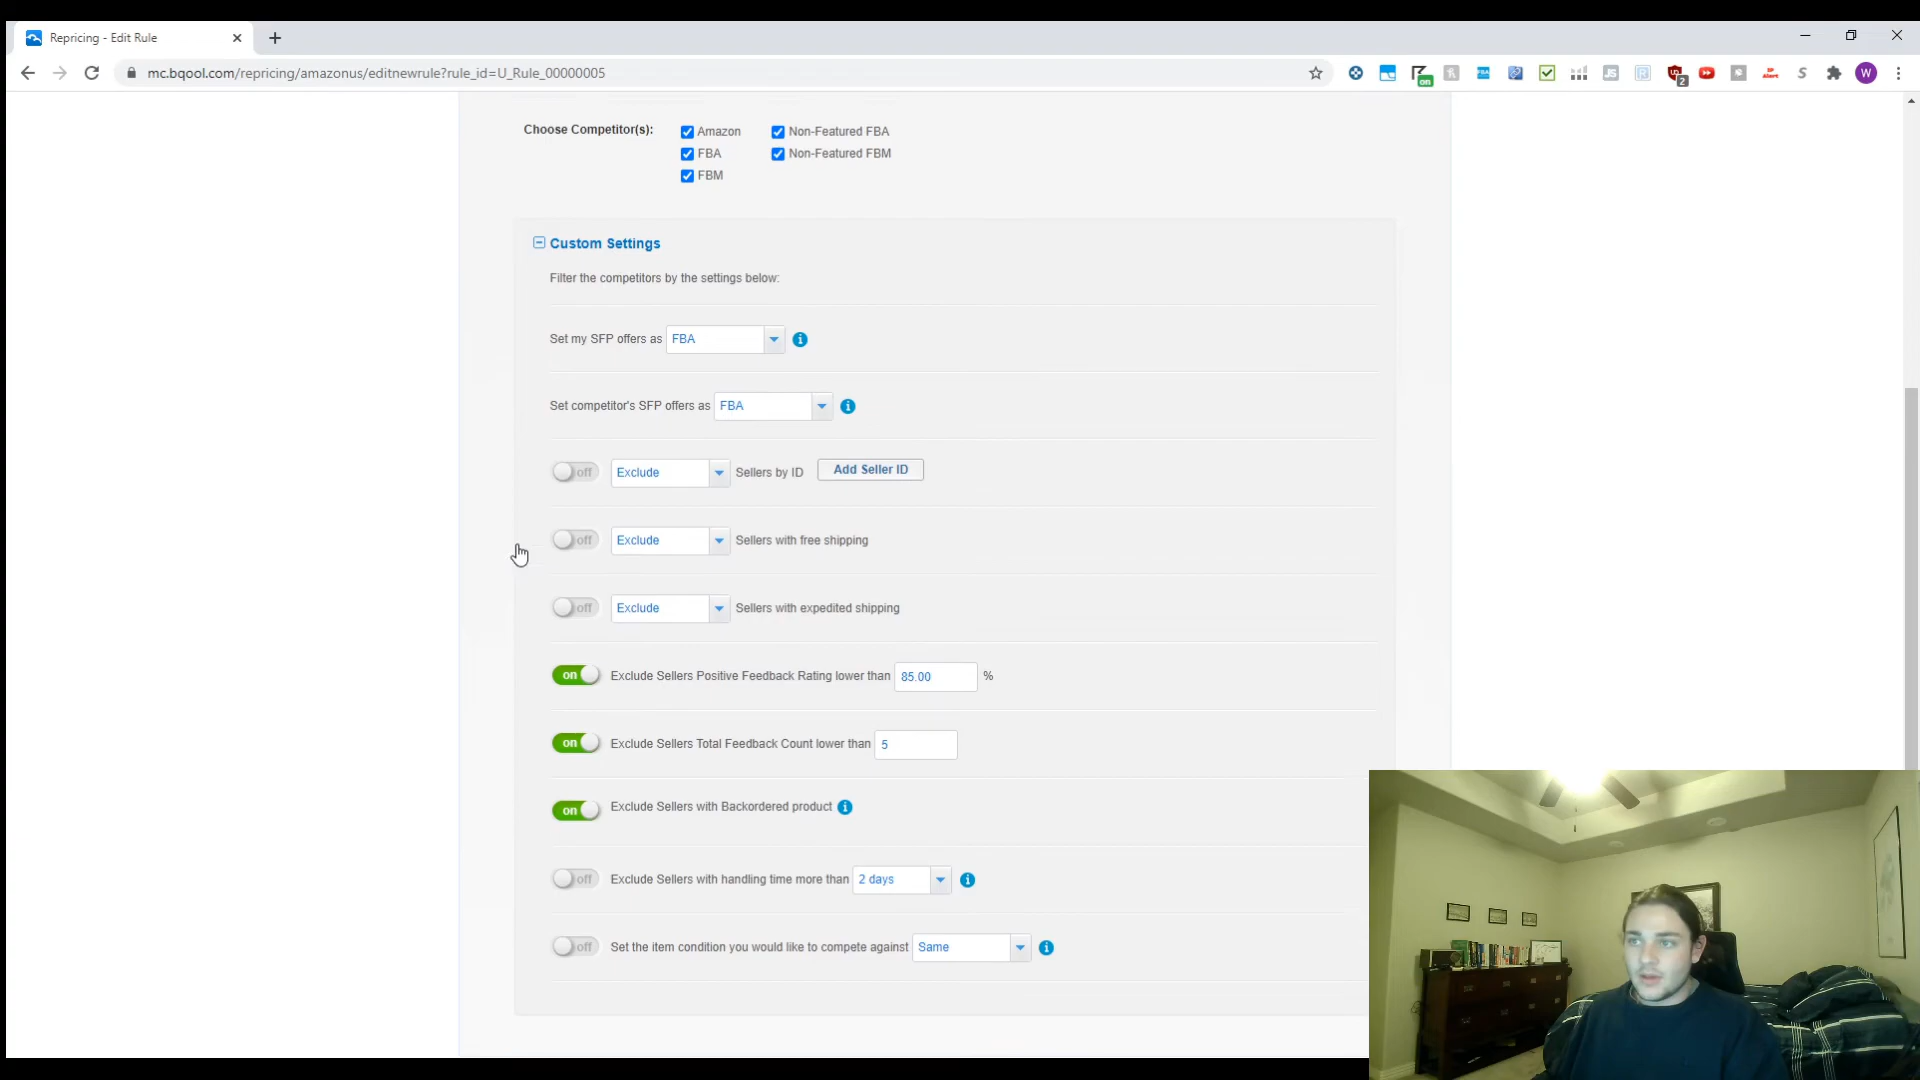 Repricing - Edit Rule
mc.bqool.com/repricing/amazonus/editnewrule?rule_id=U_Rule_00000005
on
FBA
JS
R
2
S
W
Choose Competitor(s):
Amazon
Non-Featured FBA
FBA
Non-Featured FBM
FBM
Custom Settings
Filter the competitors by the settings below:
Set my SFP offers as FBA
Set competitor's SFP offers as FBA
off Exclude Sellers by ID Add Seller ID
off Exclude Sellers with free shipping
off Exclude Sellers with expedited shipping
on Exclude Sellers Positive Feedback Rating lower than 85.00 %
on Exclude Sellers Total Feedback Count lower than 5
on Exclude Sellers with Backordered product
off Exclude Sellers with handling time more than 2 days
off Set the item condition you would like to compete against Same